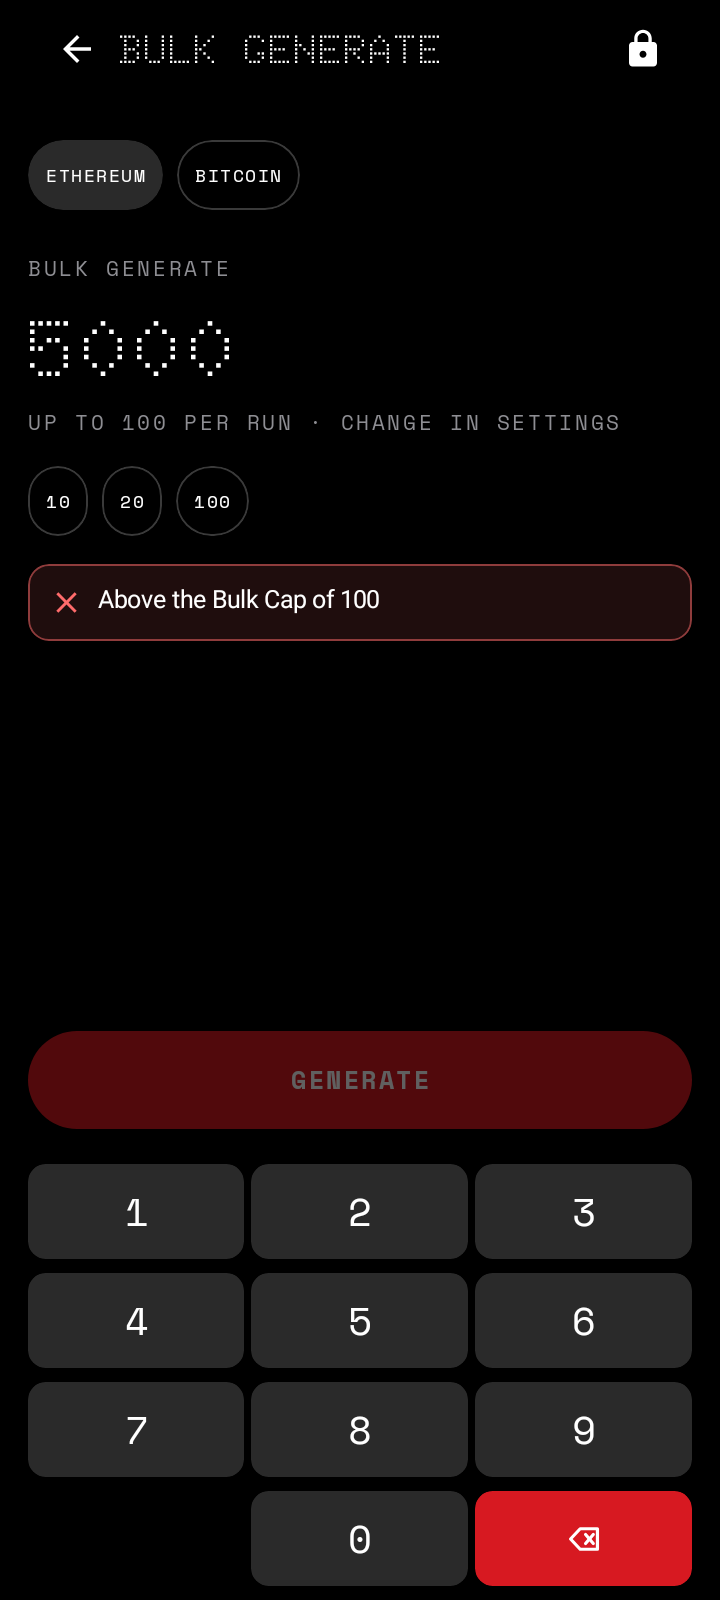 BULK GENERATE
ETHEREUM BITCOIN
BULK GENERATE
5000
UP TO 100 PER RUN · CHANGE IN SETTINGS
10 20 100
Above the Bulk Cap of 100
GENERATE
1 2 3
4 5 6
7 8 9
0